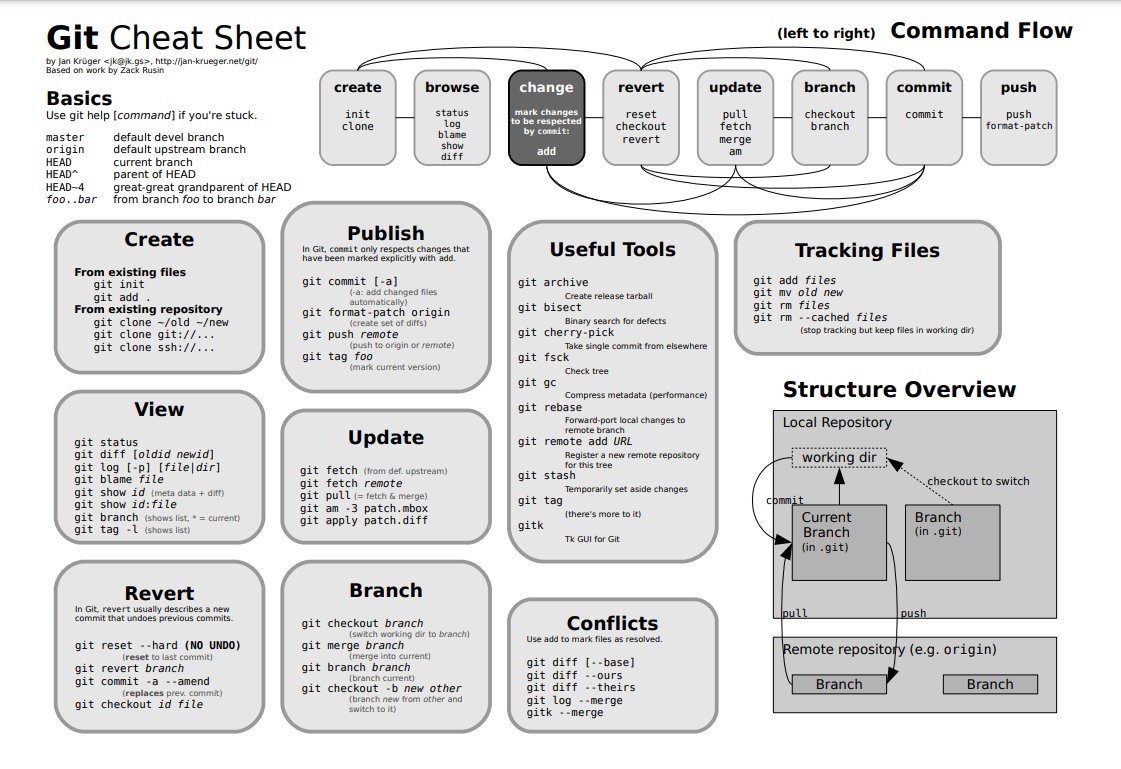 Git Cheat Sheet
by Jan Krüger <jk@jk.gs>, http://jan-krueger.net/git/
Based on work by Zack Rusin
Basics
Use git help [command] if you're stuck.
master default devel branch
origin default upstream branch
HEAD current branch
HEAD^ parent of HEAD
HEAD~4 great-great grandparent of HEAD
foo..bar from branch foo to branch bar
(left to right) Command Flow
create
init
clone
browse
status
log
blame
show
diff
change
mark changes
to be respected
by commit:
add
revert
reset
checkout
revert
update
pull
fetch
merge
am
branch
checkout
branch
commit
commit
push
push
format-patch
Create
From existing files
git init
git add .
From existing repository
git clone ~/old ~/new
git clone git://...
git clone ssh://...
View
git status
git diff [oldid newid]
git log [-p] [file|dir]
git blame file
git show id (meta data + diff)
git show id:file
git branch (shows list, * = current)
git tag -l (shows list)
Revert
In Git, revert usually describes a new
commit that undoes previous commits.
git reset --hard (NO UNDO)
(reset to last commit)
git revert branch
git commit -a --amend
(replaces prev. commit)
git checkout id file
Publish
In Git, commit only respects changes that
have been marked explicitly with add.
git commit [-a]
(-a: add changed files
automatically)
git format-patch origin
(create set of diffs)
git push remote
(push to origin or remote)
git tag foo
(mark current version)
Update
git fetch (from def. upstream)
git fetch remote
git pull (= fetch & merge)
git am -3 patch.mbox
git apply patch.diff
Branch
git checkout branch
(switch working dir to branch)
git merge branch
(merge into current)
git branch branch
(branch current)
git checkout -b new other
(branch new from other and
switch to it)
Useful Tools
git archive
Create release tarball
git bisect
Binary search for defects
git cherry-pick
Take single commit from elsewhere
git fsck
Check tree
git gc
Compress metadata (performance)
git rebase
Forward-port local changes to
remote branch
git remote add URL
Register a new remote repository
for this tree
git stash
Temporarily set aside changes
git tag
(there's more to it)
gitk
Tk GUI for Git
Conflicts
Use add to mark files as resolved.
git diff [--base]
git diff --ours
git diff --theirs
git log --merge
gitk --merge
Tracking Files
git add files
git mv old new
git rm files
git rm --cached files
(stop tracking but keep files in working dir)
Structure Overview
Local Repository
working dir
checkout to switch
commit
Current
Branch
(in .git)
Branch
(in .git)
pull
push
Remote repository (e.g. origin)
Branch
Branch